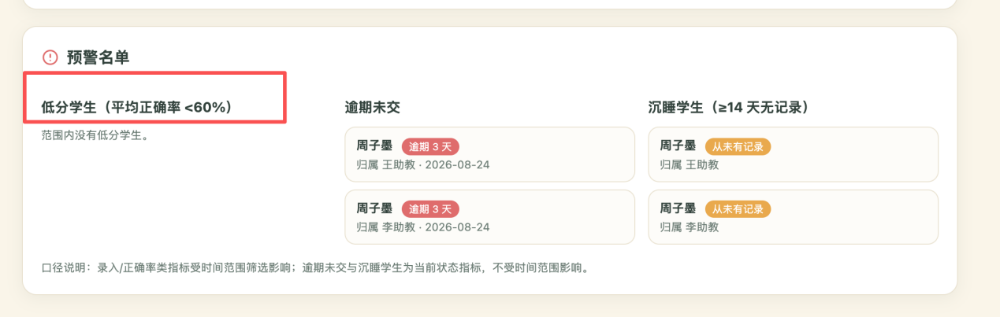 预警名单
低分学生（平均正确率 <60%）
范围内没有低分学生。
逾期未交
周子墨 逾期 3 天
归属 王助教 · 2026-08-24
周子墨 逾期 3 天
归属 李助教 · 2026-08-24
沉睡学生（≥14 天无记录）
周子墨 从未有记录
归属 王助教
周子墨 从未有记录
归属 李助教
口径说明：录入/正确率类指标受时间范围筛选影响；逾期未交与沉睡学生为当前状态指标，不受时间范围影响。